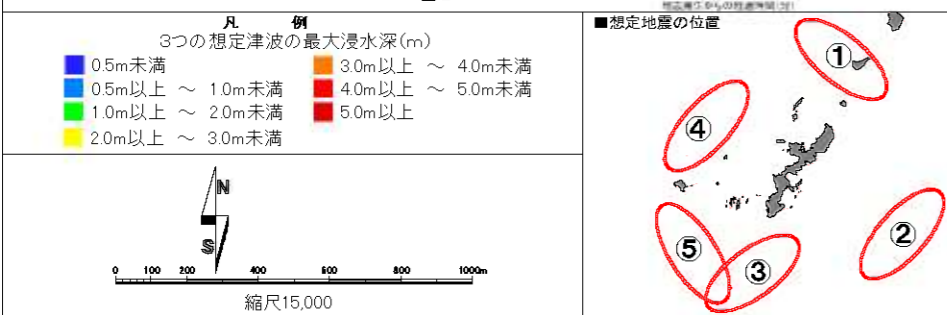 凡 例
3つの想定津波の最大浸水深(m)
0.5m未満
0.5m以上 ～ 1.0m未満
1.0m以上 ～ 2.0m未満
2.0m以上 ～ 3.0m未満
3.0m以上 ～ 4.0m未満
4.0m以上 ～ 5.0m未満
5.0m以上
N
S
0 100 200 400 600 800 1000m
縮尺15,000
■想定地震の位置
①
④
②
⑤
③